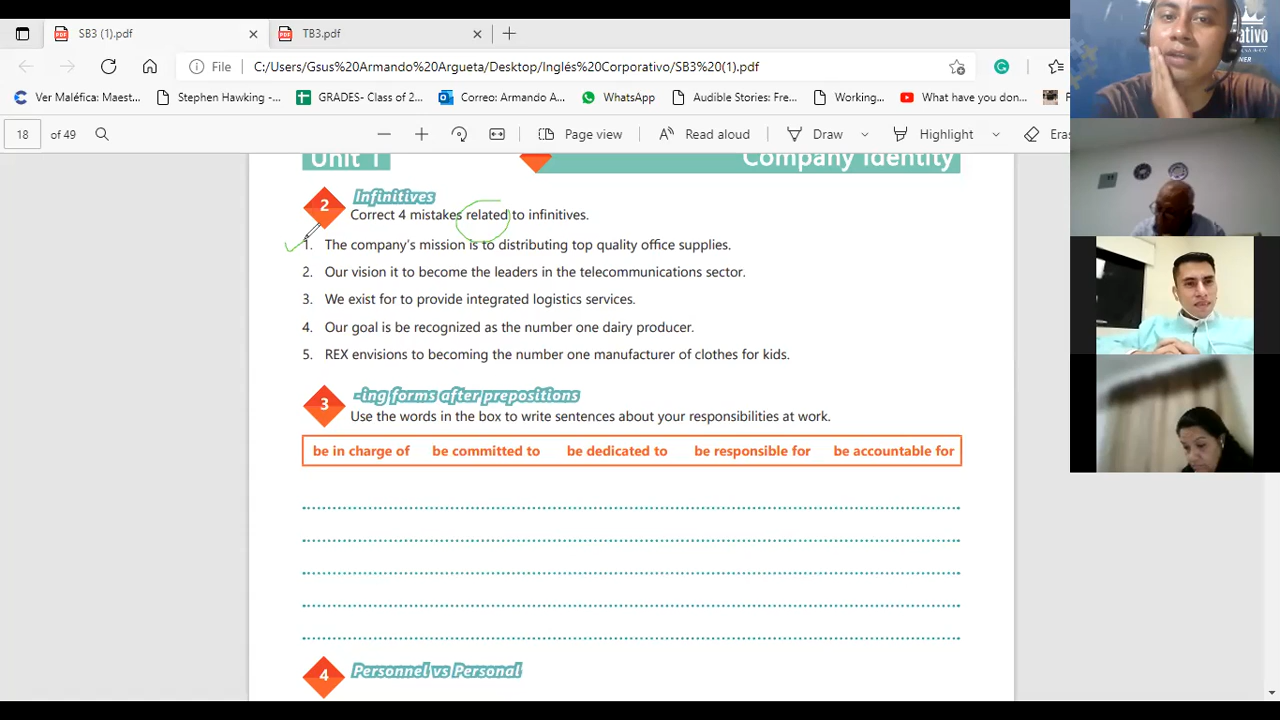 SB3 (1).pdf
TB3.pdf
File
C:/Users/Gsus%20Armando%20Argueta/Desktop/Inglés%20Corporativo/SB3%20(1).pdf
Ver Maléfica: Maest...
Stephen Hawking -...
GRADES- Class of 2...
Correo: Armando A...
WhatsApp
Audible Stories: Fre...
Working...
What have you don...
18 of 49
Page view
Read aloud
Draw
Highlight
Eras
Unit 1
Company Identity
2 Infinitives
Correct 4 mistakes related to infinitives.
1. The company's mission is to distributing top quality office supplies.
2. Our vision it to become the leaders in the telecommunications sector.
3. We exist for to provide integrated logistics services.
4. Our goal is be recognized as the number one dairy producer.
5. REX envisions to becoming the number one manufacturer of clothes for kids.
3 -ing forms after prepositions
Use the words in the box to write sentences about your responsibilities at work.
be in charge of be committed to be dedicated to be responsible for be accountable for
4 Personnel vs Personal